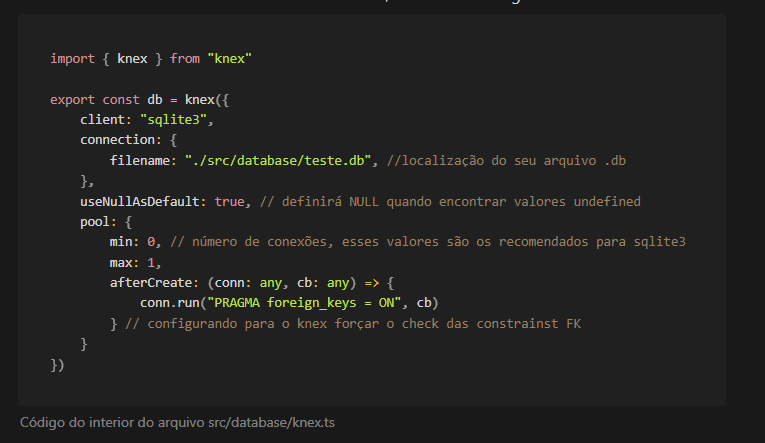 import { knex } from "knex"
export const db = knex({
client: "sqlite3",
connection: {
filename: "./src/database/teste.db", //localização do seu arquivo .db
},
useNullAsDefault: true, // definirá NULL quando encontrar valores undefined
pool: {
min: 0, // número de conexões, esses valores são os recomendados para sqlite3
max: 1,
afterCreate: (conn: any, cb: any) => {
conn.run("PRAGMA foreign_keys = ON", cb)
} // configurando para o knex forçar o check das constrainst FK
}
})
Código do interior do arquivo src/database/knex.ts